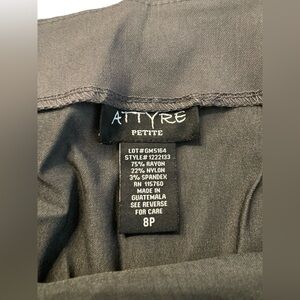 ATTYRE
PETITE
LOT#GM5164
STYLE#1222133
75% RAYON
22% NYLON
3% SPANDEX
RN 115760
MADE IN
GUATEMALA
SEE REVERSE
FOR CARE
8P